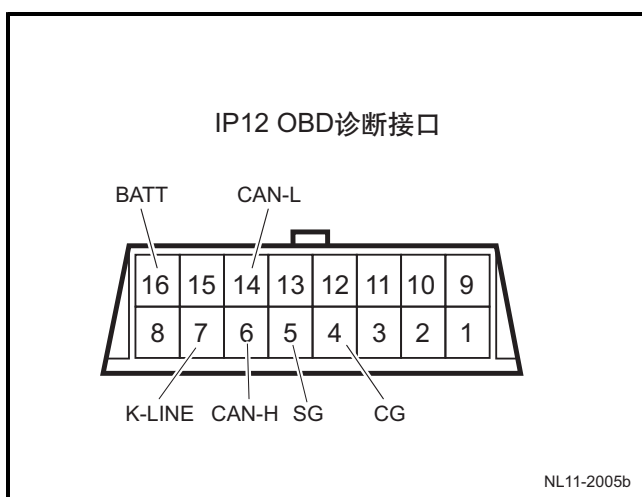 IP12 OBD诊断接口
BATT CAN-L
16 15 14 13 12 11 10 9
8 7 6 5 4 3 2 1
K-LINE CAN-H SG CG
NL11-2005b